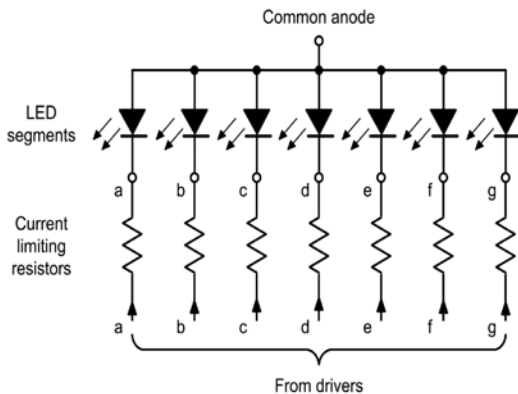 Common anode
LED
segments
a b c d e f g
Current
limiting
resistors
a b c d e f g
From drivers